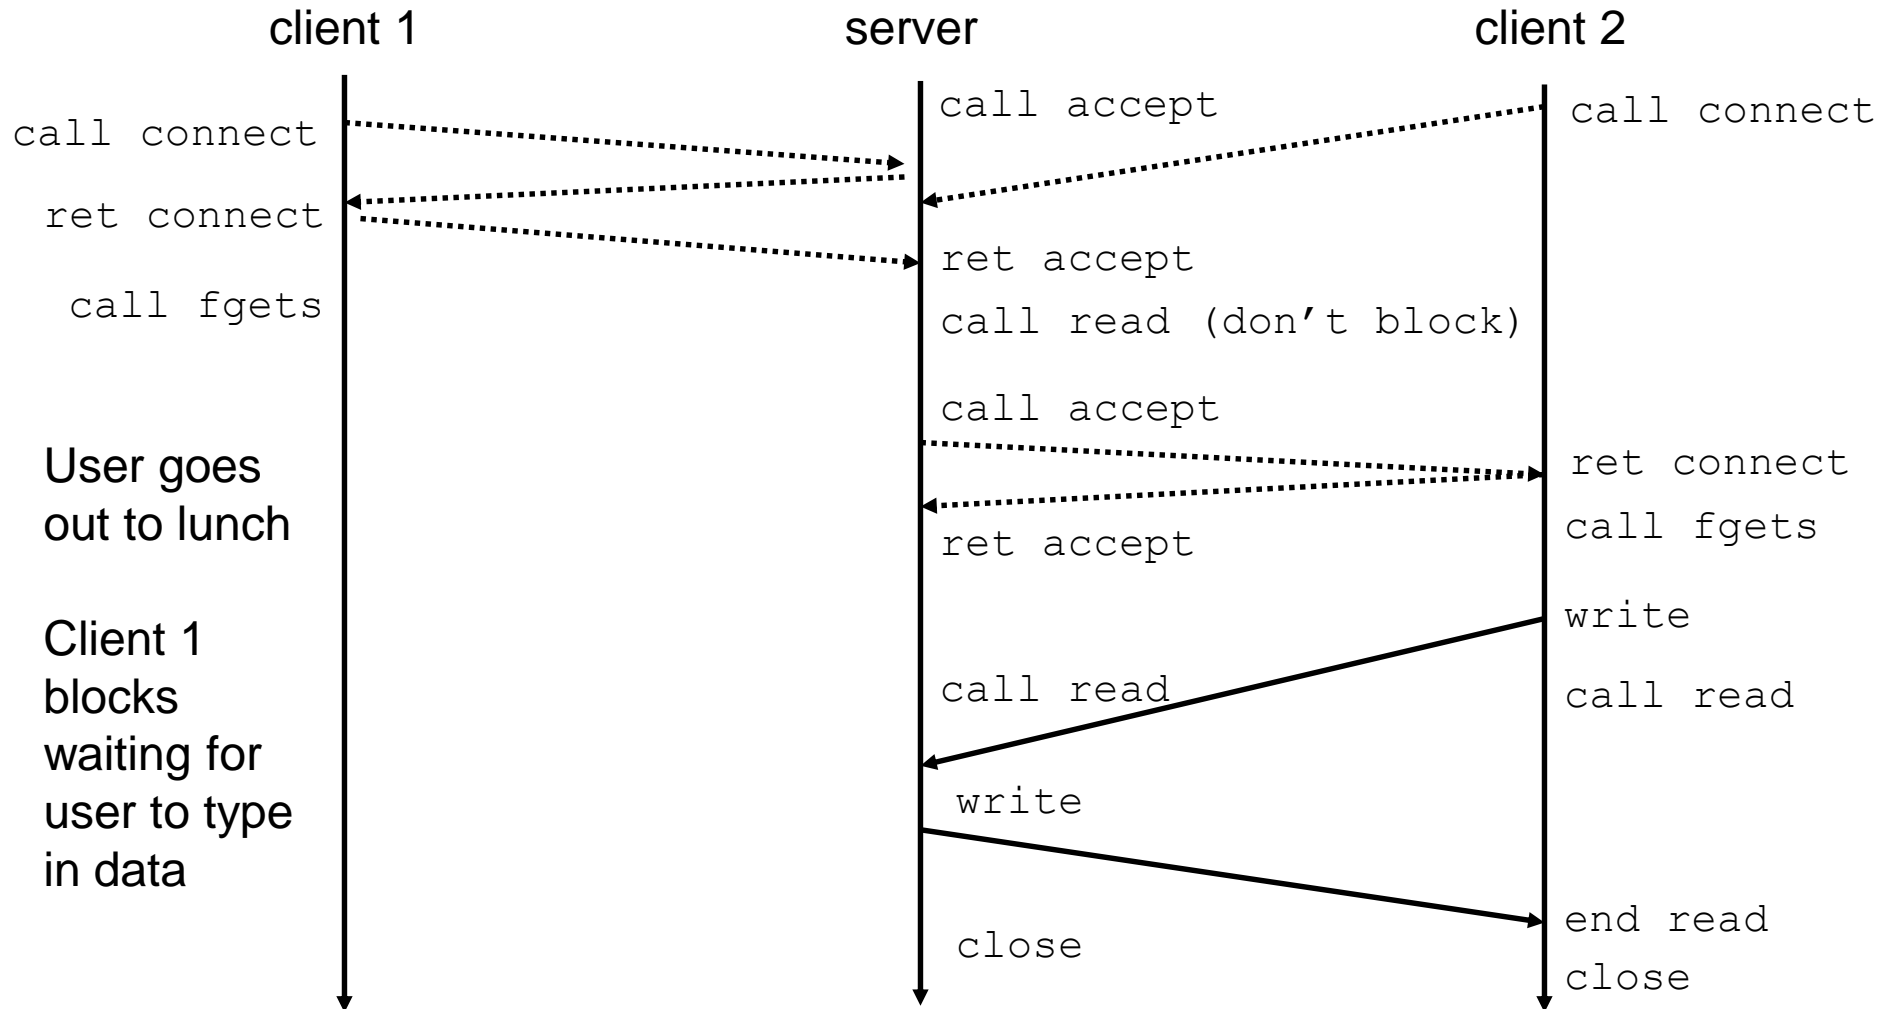 client 1
server
client 2
call connect
ret connect
call fgets
User goes
out to lunch
Client 1
blocks
waiting for
user to type
in data
call accept
ret accept
call read (don’t block)
call accept
ret accept
call read
write
close
call connect
ret connect
call fgets
write
call read
end read
close